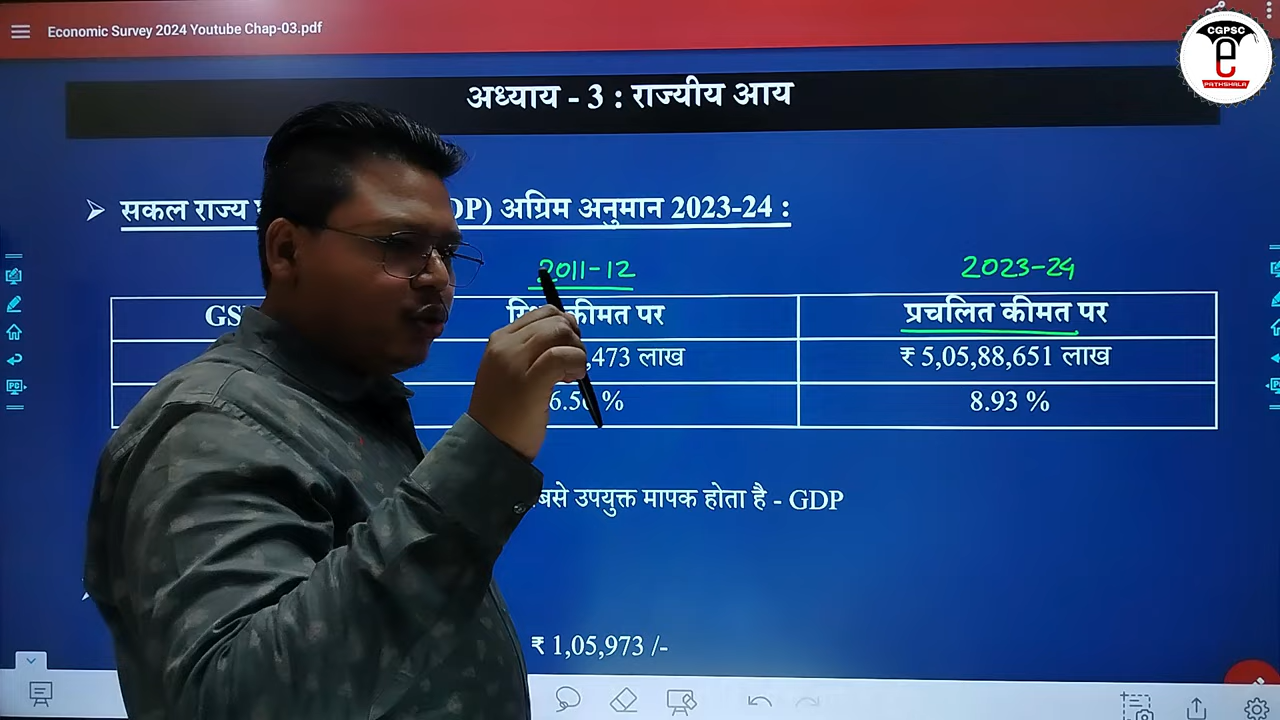 Economic Survey 2024 Youtube Chap-03.pdf
CGPSC
e
PATHSHALA
अध्याय - 3 : राज्यीय आय
सकल राज्य DP) अग्रिम अनुमान 2023-24 :
2011-12 2023-24
कीमत पर प्रचलित कीमत पर
,473 लाख ₹ 5,05,88,651 लाख
% 8.93 %
उपयुक्त मापक होता है - GDP
₹ 1,05,973 /-
PC